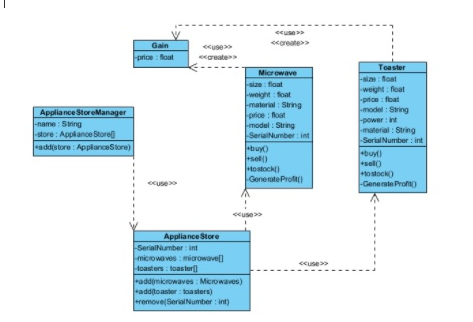 <<use>>
<<create>>
Gain
-price : float
<<use>>
<<create>>
Microwave
-size : float
-weight : float
-material : String
-price : float
-model : String
-SerialNumber : int
+buy()
+sell()
+tostock()
-GenerateProfit()
Toaster
-size : float
-weight : float
-price : float
-model : String
-power : int
-material : String
-SerialNumber : int
+buy()
+sell()
+tostock()
-GenerateProfit()
ApplianceStoreManager
-name : String
-store : ApplianceStore[]
+add(store : ApplianceStore)
<<use>>
<<use>>
<<use>>
ApplianceStore
-SerialNumber : int
-microwaves : microwave[]
-toasters : toaster[]
+add(microwaves : Microwaves)
+add(toaster : toasters)
+remove(SerialNumber : int)